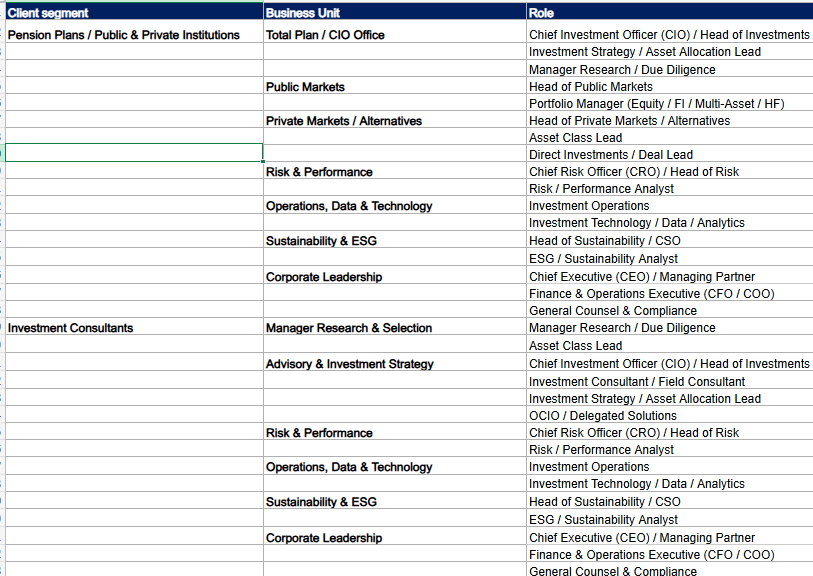 Client segment Business Unit Role
Pension Plans / Public & Private Institutions Total Plan / CIO Office Chief Investment Officer (CIO) / Head of Investments
Investment Strategy / Asset Allocation Lead
Manager Research / Due Diligence
Public Markets Head of Public Markets
Portfolio Manager (Equity / FI / Multi-Asset / HF)
Private Markets / Alternatives Head of Private Markets / Alternatives
Asset Class Lead
Direct Investments / Deal Lead
Risk & Performance Chief Risk Officer (CRO) / Head of Risk
Risk / Performance Analyst
Operations, Data & Technology Investment Operations
Investment Technology / Data / Analytics
Sustainability & ESG Head of Sustainability / CSO
ESG / Sustainability Analyst
Corporate Leadership Chief Executive (CEO) / Managing Partner
Finance & Operations Executive (CFO / COO)
General Counsel & Compliance
Investment Consultants Manager Research & Selection Manager Research / Due Diligence
Asset Class Lead
Advisory & Investment Strategy Chief Investment Officer (CIO) / Head of Investments
Investment Consultant / Field Consultant
Investment Strategy / Asset Allocation Lead
OCIO / Delegated Solutions
Risk & Performance Chief Risk Officer (CRO) / Head of Risk
Risk / Performance Analyst
Operations, Data & Technology Investment Operations
Investment Technology / Data / Analytics
Sustainability & ESG Head of Sustainability / CSO
ESG / Sustainability Analyst
Corporate Leadership Chief Executive (CEO) / Managing Partner
Finance & Operations Executive (CFO / COO)
General Counsel & Compliance